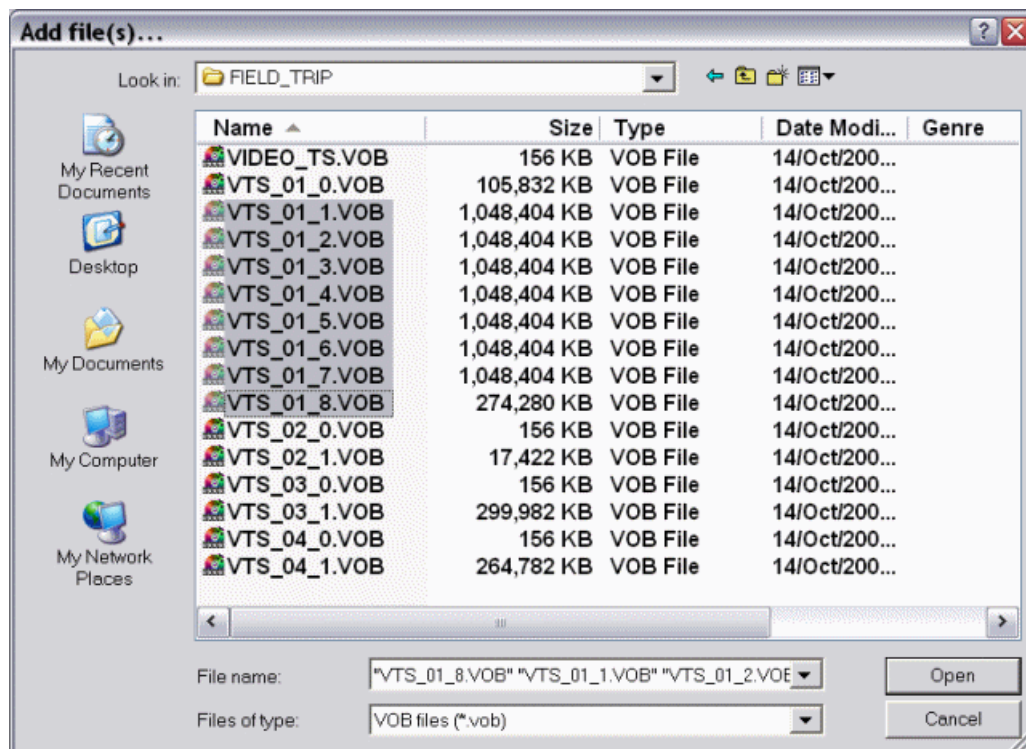 Add file(s)...
Look in: FIELD_TRIP
My Recent Documents
Desktop
My Documents
My Computer
My Network Places
Name Size Type Date Modi... Genre
VIDEO_TS.VOB 156 KB VOB File 14/Oct/200...
VTS_01_0.VOB 105,832 KB VOB File 14/Oct/200...
VTS_01_1.VOB 1,048,404 KB VOB File 14/Oct/200...
VTS_01_2.VOB 1,048,404 KB VOB File 14/Oct/200...
VTS_01_3.VOB 1,048,404 KB VOB File 14/Oct/200...
VTS_01_4.VOB 1,048,404 KB VOB File 14/Oct/200...
VTS_01_5.VOB 1,048,404 KB VOB File 14/Oct/200...
VTS_01_6.VOB 1,048,404 KB VOB File 14/Oct/200...
VTS_01_7.VOB 1,048,404 KB VOB File 14/Oct/200...
VTS_01_8.VOB 274,280 KB VOB File 14/Oct/200...
VTS_02_0.VOB 156 KB VOB File 14/Oct/200...
VTS_02_1.VOB 17,422 KB VOB File 14/Oct/200...
VTS_03_0.VOB 156 KB VOB File 14/Oct/200...
VTS_03_1.VOB 299,982 KB VOB File 14/Oct/200...
VTS_04_0.VOB 156 KB VOB File 14/Oct/200...
VTS_04_1.VOB 264,782 KB VOB File 14/Oct/200...
File name: "VTS_01_8.VOB" "VTS_01_1.VOB" "VTS_01_2.VOE
Open
Files of type: VOB files (*.vob)
Cancel